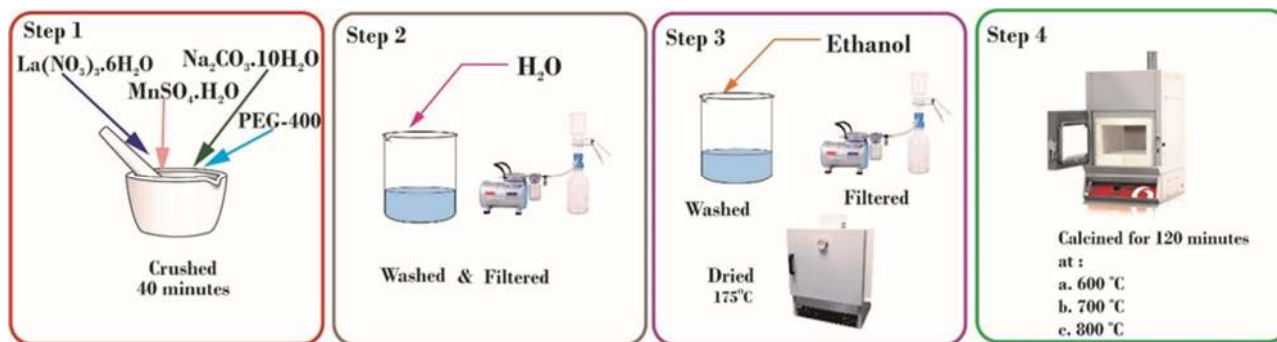 Step 1
La(NO₃)₃.6H₂O
Na₂CO₃.10H₂O
MnSO₄.H₂O
PEG-400
Crushed
40 minutes
Step 2
H₂O
Washed & Filtered
Step 3
Ethanol
Washed
Filtered
Dried
175°C
Step 4
Calcined for 120 minutes
at :
a. 600 °C
b. 700 °C
c. 800 °C